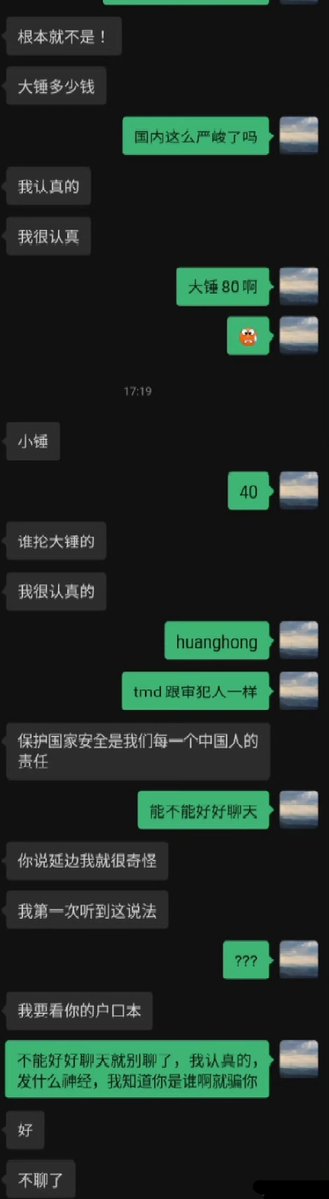 根本就不是！
大锤多少钱
国内这么严峻了吗
我认真的
我很认真
大锤80啊
17:19
小锤
40
谁抡大锤的
我很认真的
huanghong
tmd 跟审犯人一样
保护国家安全是我们每一个中国人的
责任
能不能好好聊天
你说延边我就很奇怪
我第一次听到这说法
???
我要看你的户口本
不能好好聊天就别聊了，我认真的，
发什么神经，我知道你是谁啊就骗你
好
不聊了